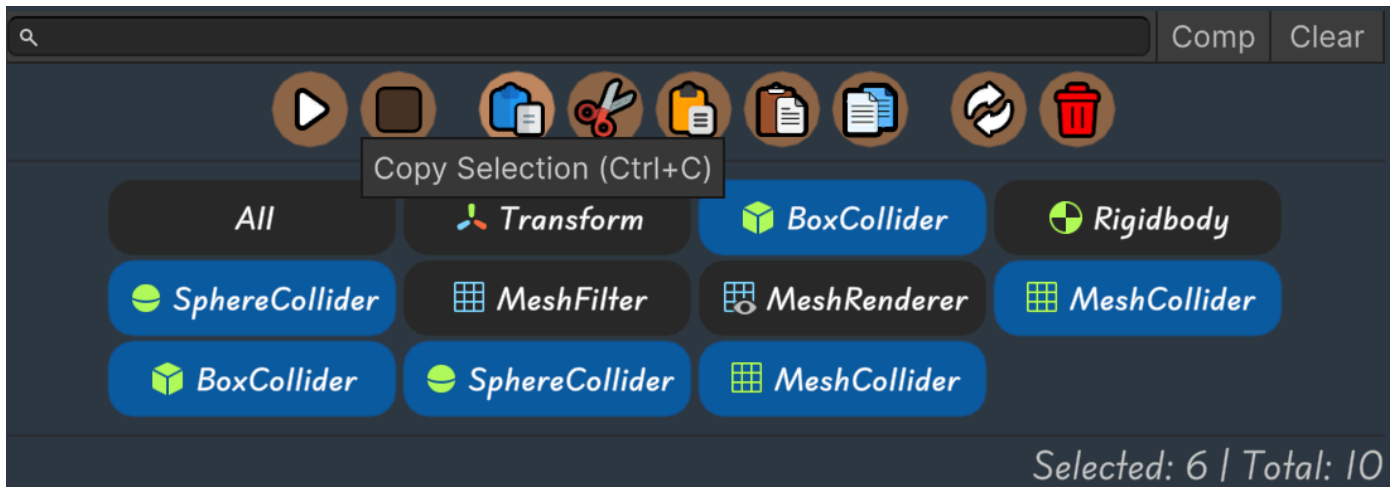 Comp Clear
Copy Selection (Ctrl+C)
All Transform BoxCollider Rigidbody
SphereCollider MeshFilter MeshRenderer MeshCollider
BoxCollider SphereCollider MeshCollider
Selected: 6 | Total: 10